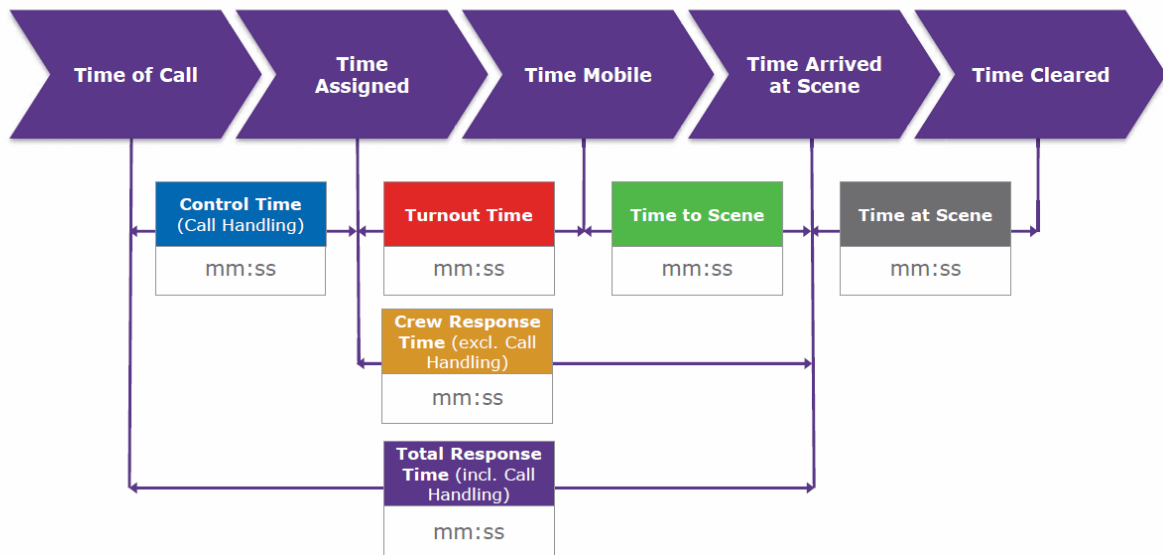 Time of Call
Time
Assigned
Time Mobile
Time Arrived
at Scene
Time Cleared
Control Time
(Call Handling)
mm:ss
Turnout Time
mm:ss
Time to Scene
mm:ss
Time at Scene
mm:ss
Crew Response
Time (excl. Call
Handling)
mm:ss
Total Response
Time (incl. Call
Handling)
mm:ss